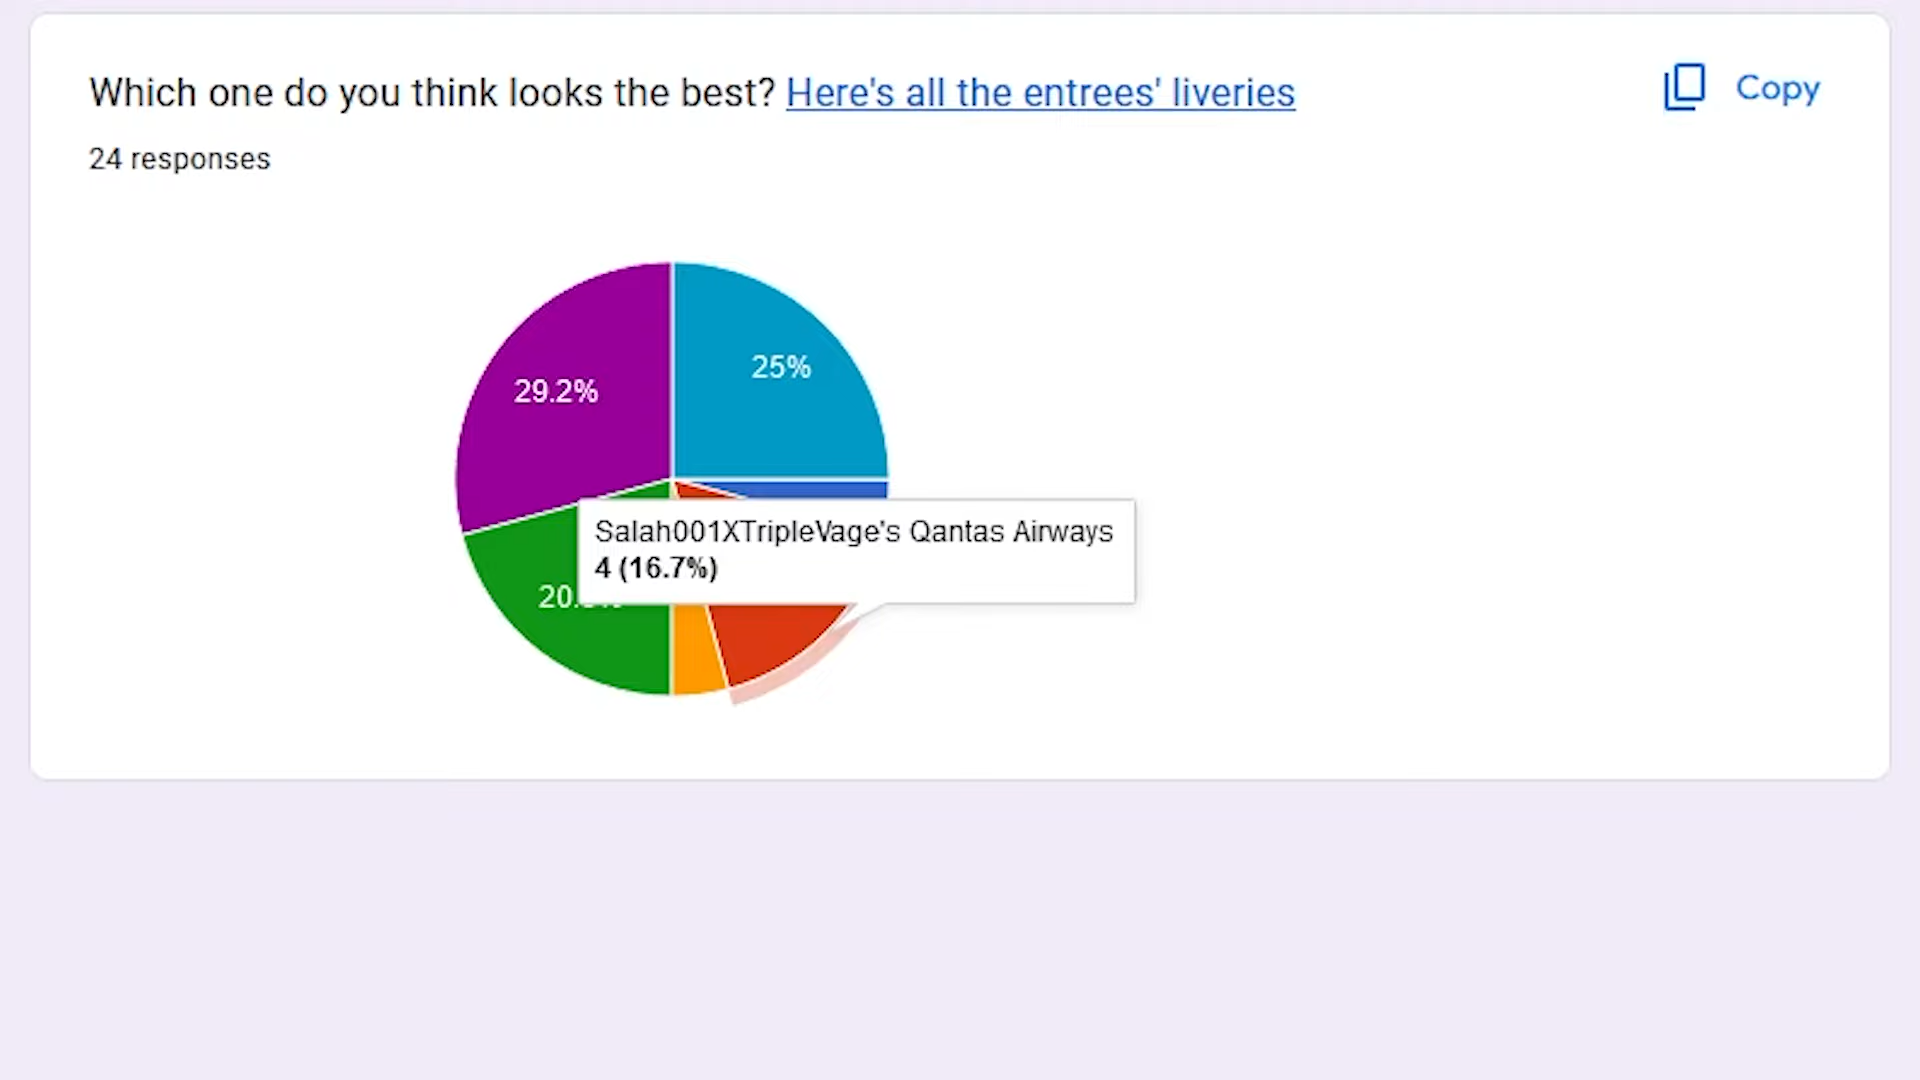 Which one do you think looks the best? Here's all the entrees' liveries
Copy
24 responses
25%
29.2%
Salah001XTripleVage's Qantas Airways
4 (16.7%)
20.